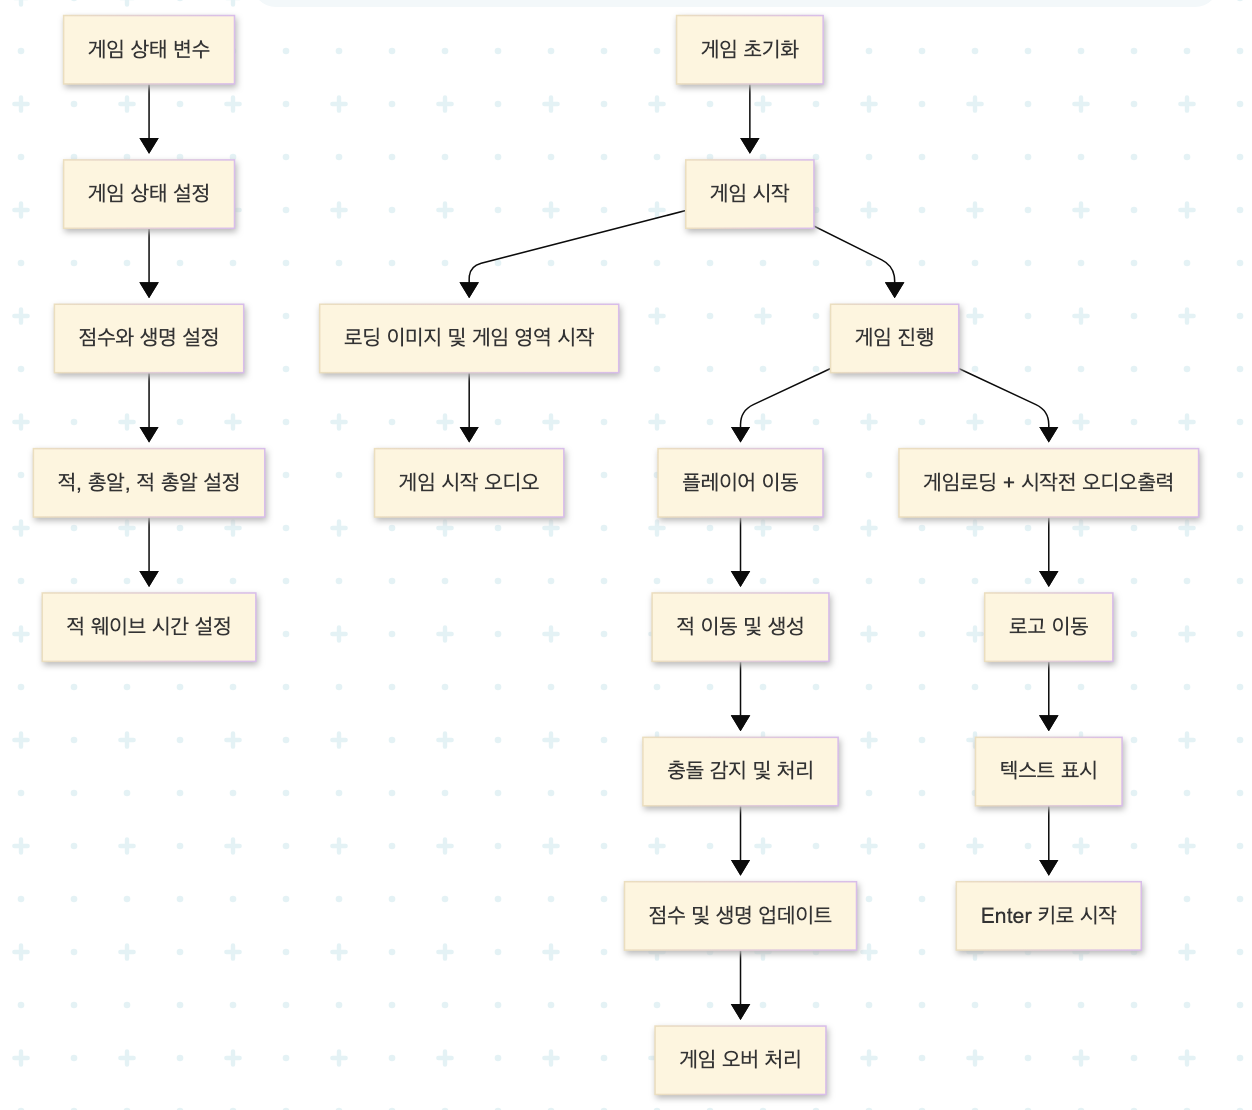 게임 상태 변수
게임 초기화
게임 상태 설정
게임 시작
점수와 생명 설정
로딩 이미지 및 게임 영역 시작
게임 진행
적, 총알, 적 총알 설정
게임 시작 오디오
플레이어 이동
게임로딩 + 시작전 오디오출력
적 웨이브 시간 설정
적 이동 및 생성
로고 이동
충돌 감지 및 처리
텍스트 표시
점수 및 생명 업데이트
Enter 키로 시작
게임 오버 처리